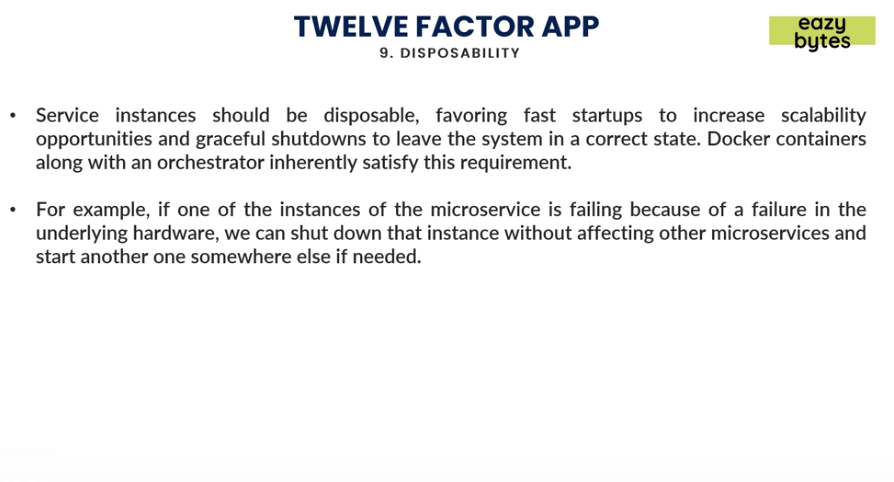 TWELVE FACTOR APP
9. DISPOSABILITY
eazy
bytes
• Service instances should be disposable, favoring fast startups to increase scalability
opportunities and graceful shutdowns to leave the system in a correct state. Docker containers
along with an orchestrator inherently satisfy this requirement.
• For example, if one of the instances of the microservice is failing because of a failure in the
underlying hardware, we can shut down that instance without affecting other microservices and
start another one somewhere else if needed.